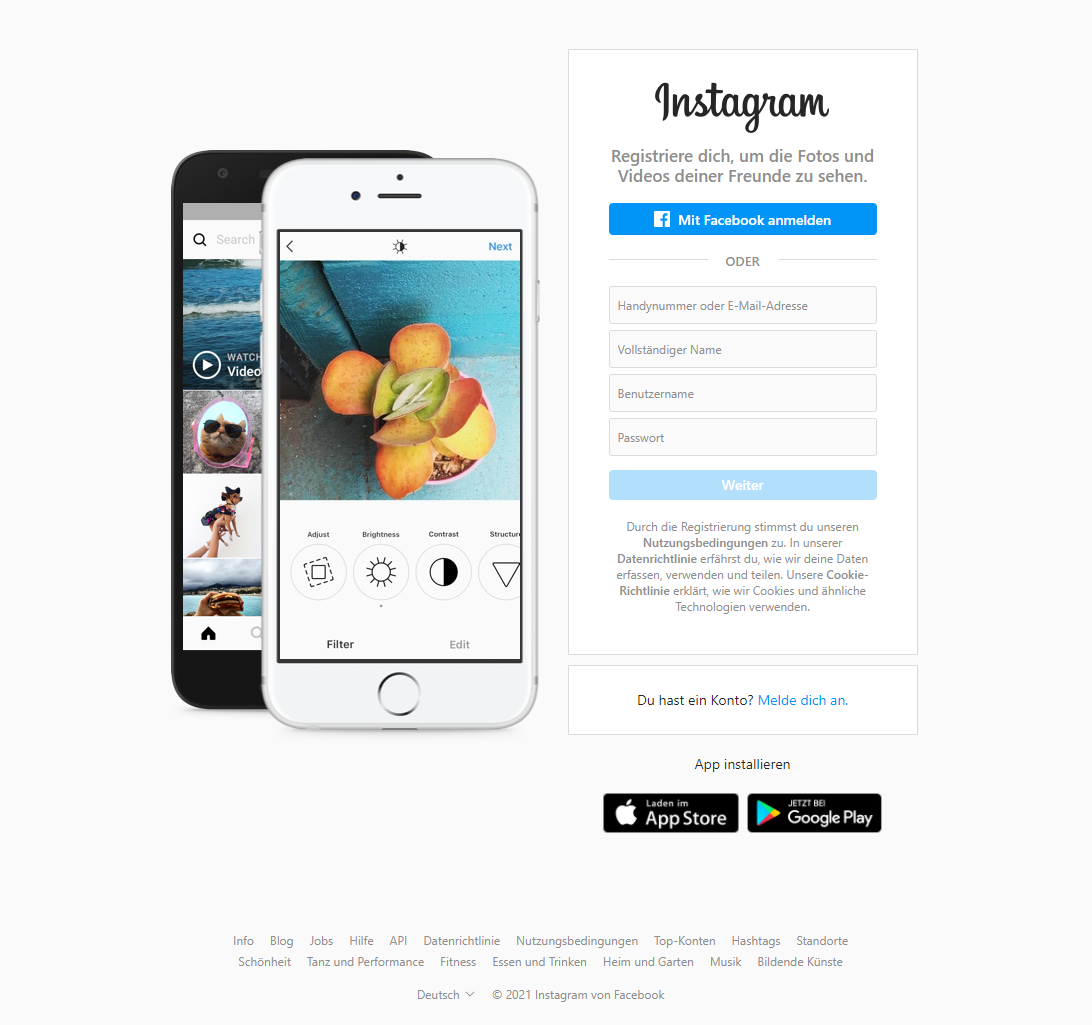 Search
WATCH
Video
Next
Adjust
Brightness
Contrast
Structur
Filter
Edit
Instagram
Registriere dich, um die Fotos und
Videos deiner Freunde zu sehen.
Mit Facebook anmelden
ODER
Handynummer oder E-Mail-Adresse
Vollständiger Name
Benutzername
Passwort
Weiter
Durch die Registrierung stimmst du unseren
Nutzungsbedingungen zu. In unserer
Datenrichtlinie erfährst du, wie wir deine Daten
erfassen, verwenden und teilen. Unsere Cookie-
Richtlinie erklärt, wie wir Cookies und ähnliche
Technologien verwenden.
Du hast ein Konto? Melde dich an.
App installieren
Laden im
App Store
JETZT BEI
Google Play
Info Blog Jobs Hilfe API Datenrichtlinie Nutzungsbedingungen Top-Konten Hashtags Standorte
Schönheit Tanz und Performance Fitness Essen und Trinken Heim und Garten Musik Bildende Künste
Deutsch © 2021 Instagram von Facebook